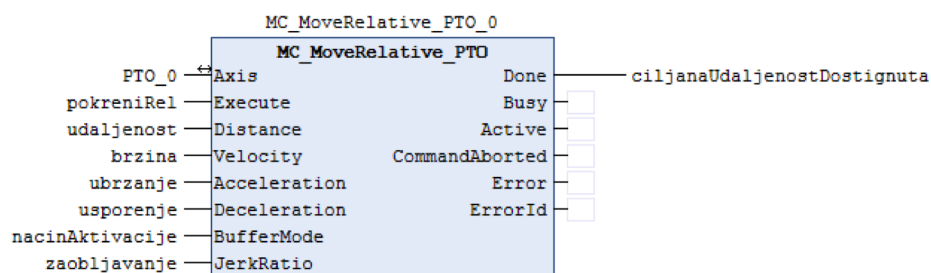 MC_MoveRelative_PTO_0
MC_MoveRelative_PTO
PTO_0 Axis Done ciljanaUdaljenostDostignuta
pokreniRel Execute Busy
udaljenost Distance Active
brzina Velocity CommandAborted
ubrzanje Acceleration Error
usporenje Deceleration ErrorId
nacinAktivacije BufferMode
zaobljavanje JerkRatio